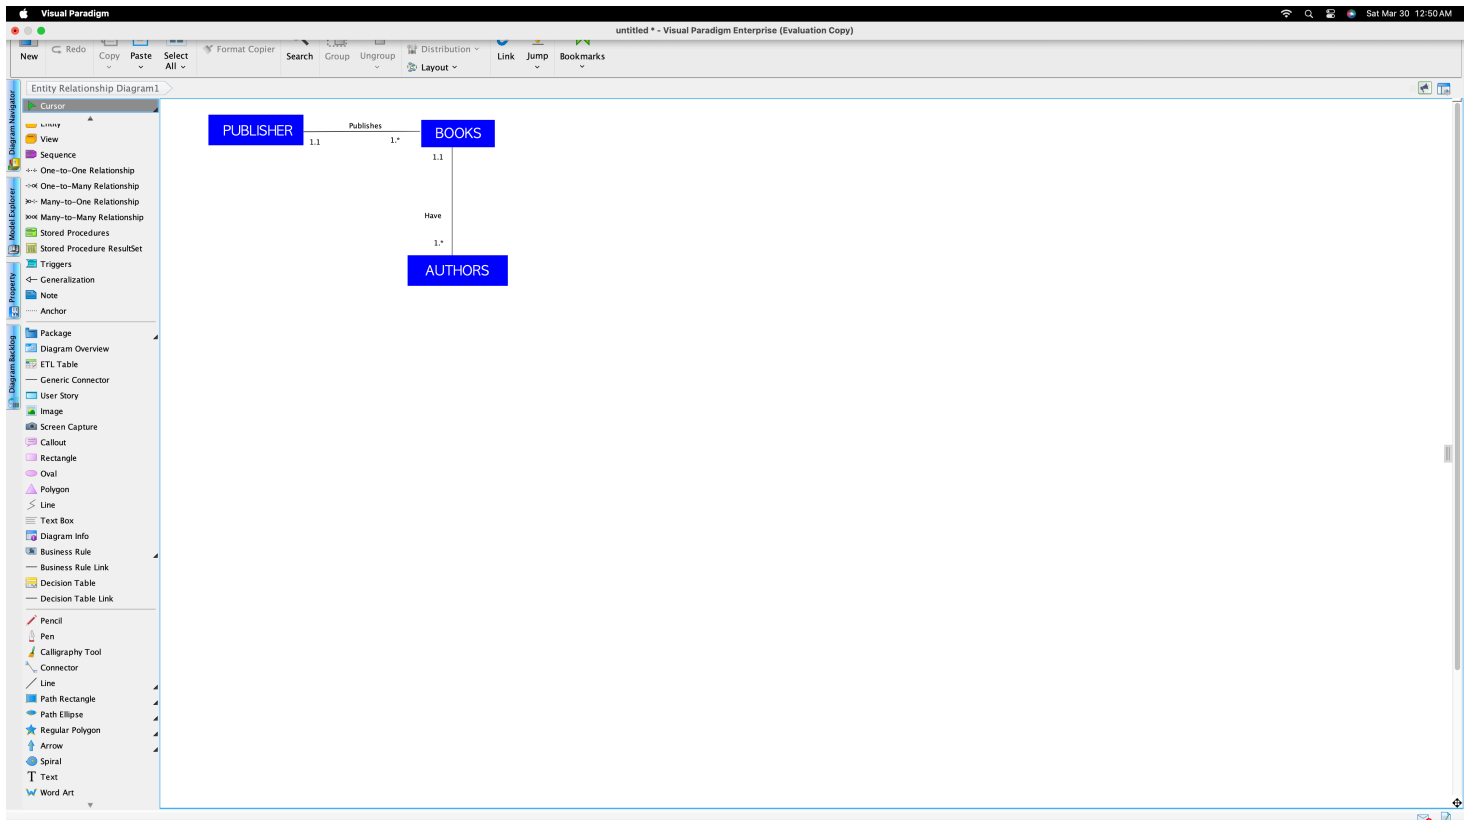 Visual Paradigm
Sat Mar 30 12:50 AM
untitled * - Visual Paradigm Enterprise (Evaluation Copy)
New
Redo
Copy
Paste
Select
All
Format Copier
Search
Group
Ungroup
Distribution
Layout
Link
Jump
Bookmarks
Entity Relationship Diagram1
Diagram Navigator
Model Explorer
Property
Diagram Backlog
Cursor
Entity
View
Sequence
One-to-One Relationship
One-to-Many Relationship
Many-to-One Relationship
Many-to-Many Relationship
Stored Procedures
Stored Procedure ResultSet
Triggers
Generalization
Note
Anchor
Package
Diagram Overview
ETL Table
Generic Connector
User Story
Image
Screen Capture
Callout
Rectangle
Oval
Polygon
Line
Text Box
Diagram Info
Business Rule
Business Rule Link
Decision Table
Decision Table Link
Pencil
Pen
Calligraphy Tool
Connector
Line
Path Rectangle
Path Ellipse
Regular Polygon
Arrow
Spiral
Text
Word Art
PUBLISHER
Publishes
1.1
1.*
BOOKS
1.1
Have
1.*
AUTHORS